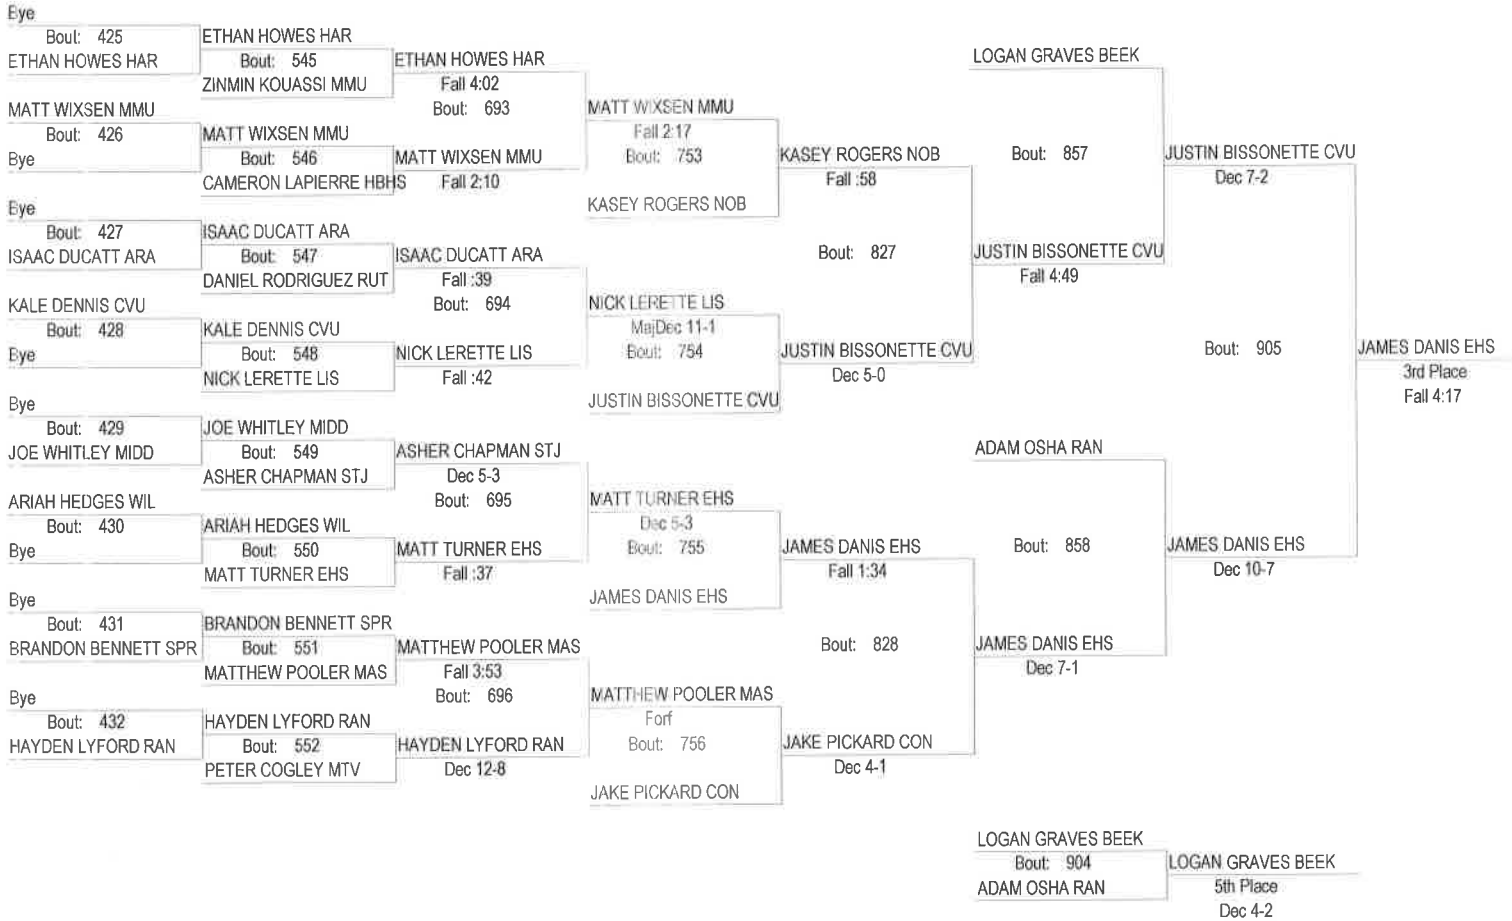 Bye
Bout: 425
ETHAN HOWES HAR
MATT WIXSEN MMU
Bout: 426
Bye
Bye
Bout: 427
ISAAC DUCATT ARA
KALE DENNIS CVU
Bout: 428
Bye
Bye
Bout: 429
JOE WHITLEY MIDD
ARIAH HEDGES WIL
Bout: 430
Bye
Bye
Bout: 431
BRANDON BENNETT SPR
Bye
Bout: 432
HAYDEN LYFORD RAN
ETHAN HOWES HAR
Bout: 545
ZINMIN KOUASSI MMU
MATT WIXSEN MMU
Bout: 546
CAMERON LAPIERRE HBHS
ISAAC DUCATT ARA
Bout: 547
DANIEL RODRIGUEZ RUT
KALE DENNIS CVU
Bout: 548
NICK LERETTE LIS
JOE WHITLEY MIDD
Bout: 549
ASHER CHAPMAN STJ
ARIAH HEDGES WIL
Bout: 550
MATT TURNER EHS
BRANDON BENNETT SPR
Bout: 551
MATTHEW POOLER MAS
HAYDEN LYFORD RAN
Bout: 552
PETER COGLEY MTV
ETHAN HOWES HAR
Fall 4:02
Bout: 693
MATT WIXSEN MMU
Fall 2:10
ISAAC DUCATT ARA
Fall :39
Bout: 694
NICK LERETTE LIS
Fall :42
ASHER CHAPMAN STJ
Dec 5-3
Bout: 695
MATT TURNER EHS
Fall :37
MATTHEW POOLER MAS
Fall 3:53
Bout: 696
HAYDEN LYFORD RAN
Dec 12-8
MATT WIXSEN MMU
Fall 2:17
Bout: 753
KASEY ROGERS NOB
NICK LERETTE LIS
MajDec 11-1
Bout: 754
JUSTIN BISSONETTE CVU
MATT TURNER EHS
Dec 5-3
Bout: 755
JAMES DANIS EHS
MATTHEW POOLER MAS
Forf
Bout: 756
JAKE PICKARD CON
KASEY ROGERS NOB
Fall :58
Bout: 827
JUSTIN BISSONETTE CVU
Dec 5-0
JAMES DANIS EHS
Fall 1:34
Bout: 828
JAKE PICKARD CON
Dec 4-1
LOGAN GRAVES BEEK
Bout: 857
JUSTIN BISSONETTE CVU
Fall 4:49
ADAM OSHA RAN
Bout: 858
JAMES DANIS EHS
Dec 7-1
JUSTIN BISSONETTE CVU
Dec 7-2
Bout: 905
JAMES DANIS EHS
Dec 10-7
JAMES DANIS EHS
3rd Place
Fall 4:17
LOGAN GRAVES BEEK
Bout: 904
ADAM OSHA RAN
LOGAN GRAVES BEEK
5th Place
Dec 4-2